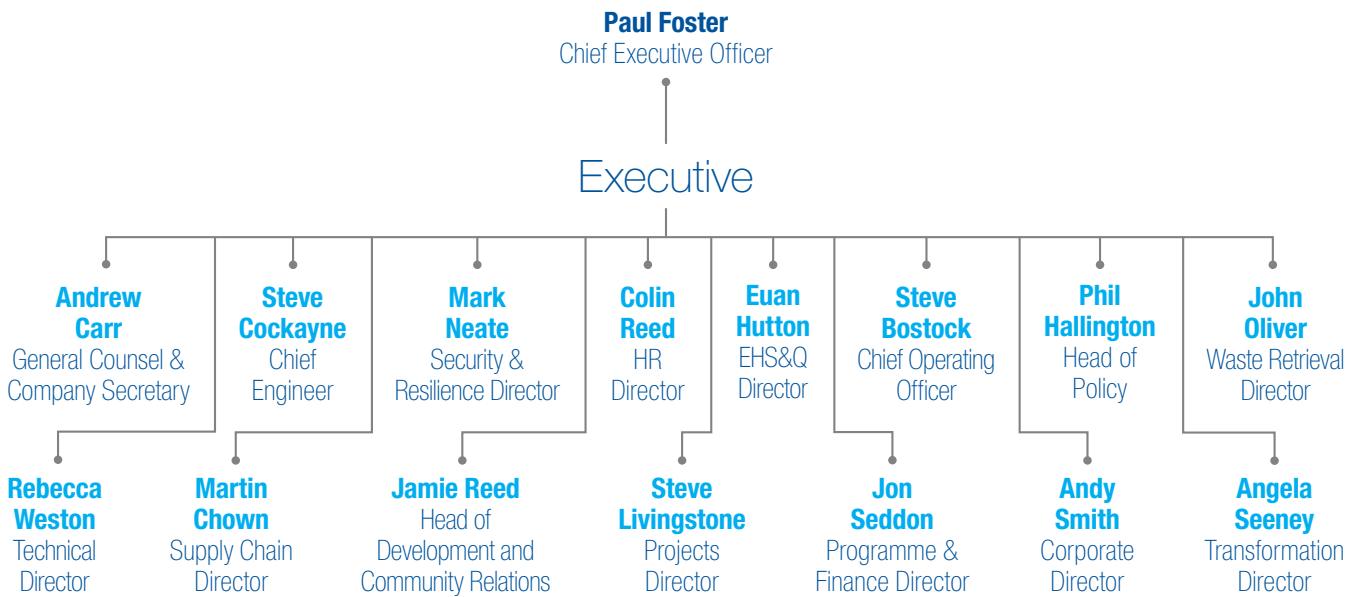 Paul Foster
Chief Executive Officer
Executive
Andrew
Carr
General Counsel &
Company Secretary
Steve
Cockayne
Chief
Engineer
Mark
Neate
Security &
Resilience Director
Colin
Reed
HR
Director
Euan
Hutton
EHS&Q
Director
Steve
Bostock
Chief Operating
Officer
Phil
Hallington
Head of
Policy
John
Oliver
Waste Retrieval
Director
Rebecca
Weston
Technical
Director
Martin
Chown
Supply Chain
Director
Jamie Reed
Head of
Development and
Community Relations
Steve
Livingstone
Projects
Director
Jon
Seddon
Programme &
Finance Director
Andy
Smith
Corporate
Director
Angela
Seeney
Transformation
Director